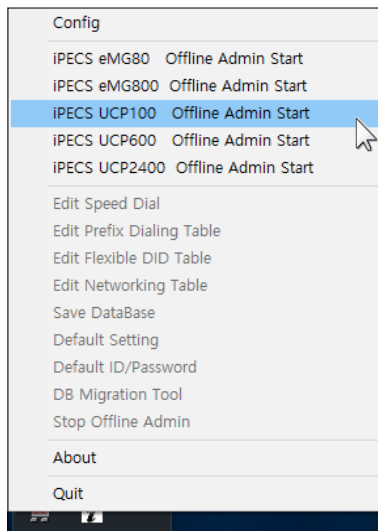 Config
iPECS eMG80 Offline Admin Start
iPECS eMG800 Offline Admin Start
iPECS UCP100 Offline Admin Start
iPECS UCP600 Offline Admin Start
iPECS UCP2400 Offline Admin Start
Edit Speed Dial
Edit Prefix Dialing Table
Edit Flexible DID Table
Edit Networking Table
Save DataBase
Default Setting
Default ID/Password
DB Migration Tool
Stop Offline Admin
About
Quit